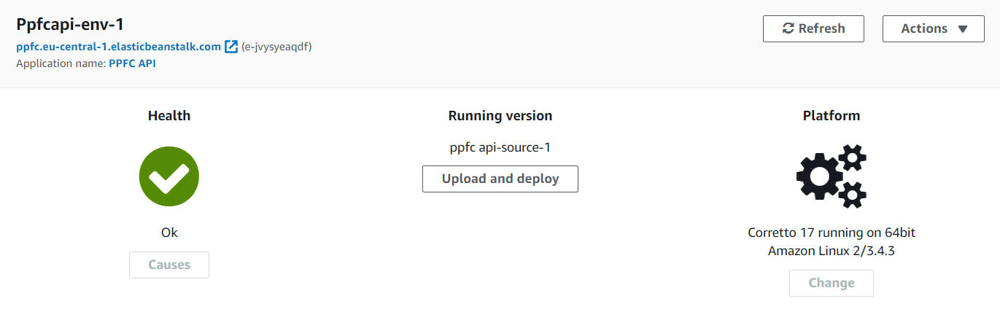 Ppfcapi-env-1
ppfc.eu-central-1.elasticbeanstalk.com (e-jvysyeaqdf)
Application name: PPFC API
Refresh
Actions
Health
Ok
Causes
Running version
ppfc api-source-1
Upload and deploy
Platform
Corretto 17 running on 64bit
Amazon Linux 2/3.4.3
Change